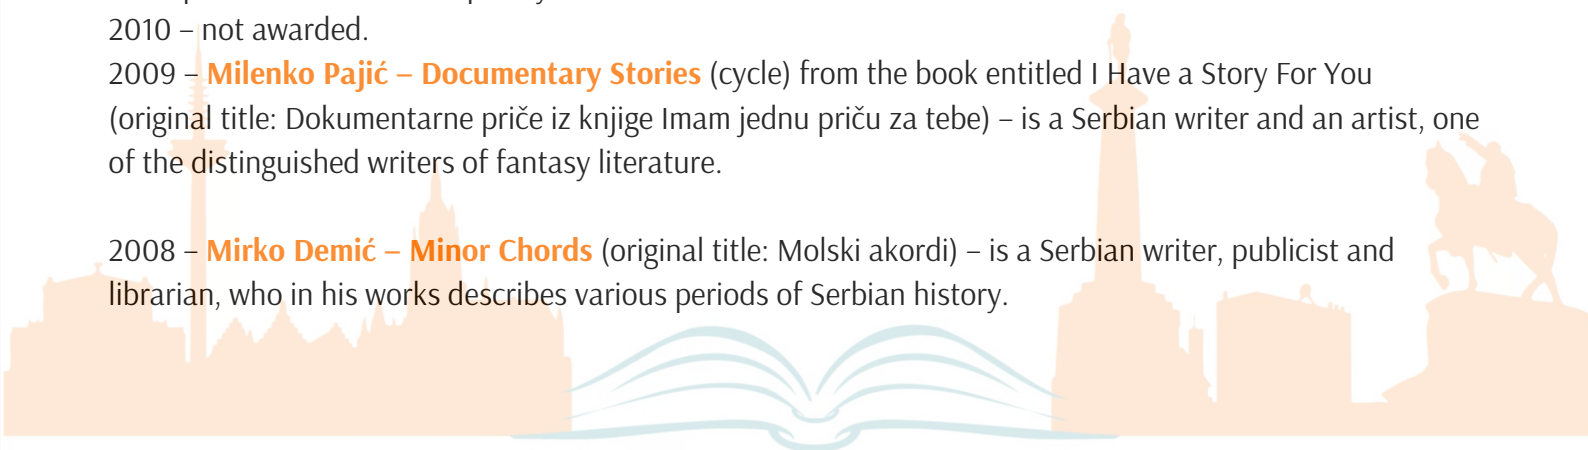 2010 – not awarded.
2009 – Milenko Pajić – Documentary Stories (cycle) from the book entitled I Have a Story For You
(original title: Dokumentarne priče iz knjige Imam jednu priču za tebe) – is a Serbian writer and an artist, one
of the distinguished writers of fantasy literature.
2008 – Mirko Demić – Minor Chords (original title: Molski akordi) – is a Serbian writer, publicist and
librarian, who in his works describes various periods of Serbian history.